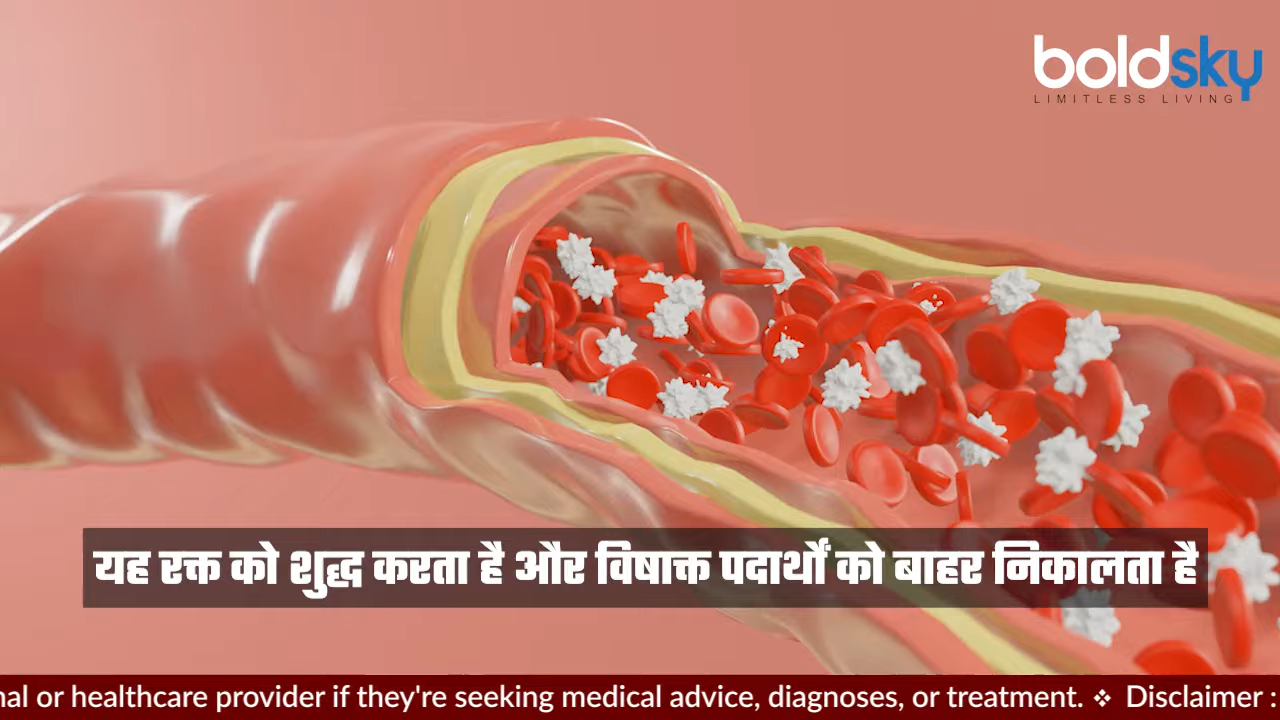 boldsky
LIMITLESS LIVING
यह रक्त को शुद्ध करता है और विषाक्त पदार्थों को बाहर निकालता है
nal or healthcare provider if they're seeking medical advice, diagnoses, or treatment. ❖ Disclaimer :